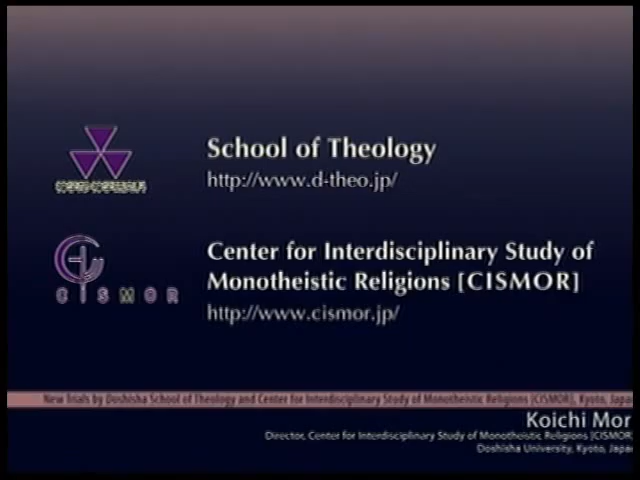 School of Theology
http://www.d-theo.jp/
Center for Interdisciplinary Study of
Monotheistic Religions [CISMOR]
http://www.cismor.jp/
CISMOR
New Trials by Doshisha School of Theology and Center for Interdisciplinary Study of Monotheistic Religions [CISMOR], Kyoto, Japa
Koichi Mor
Director, Center for Interdisciplinary Study of Monotheistic Religions [CISMOR]
Doshisha University, Kyoto, Japa